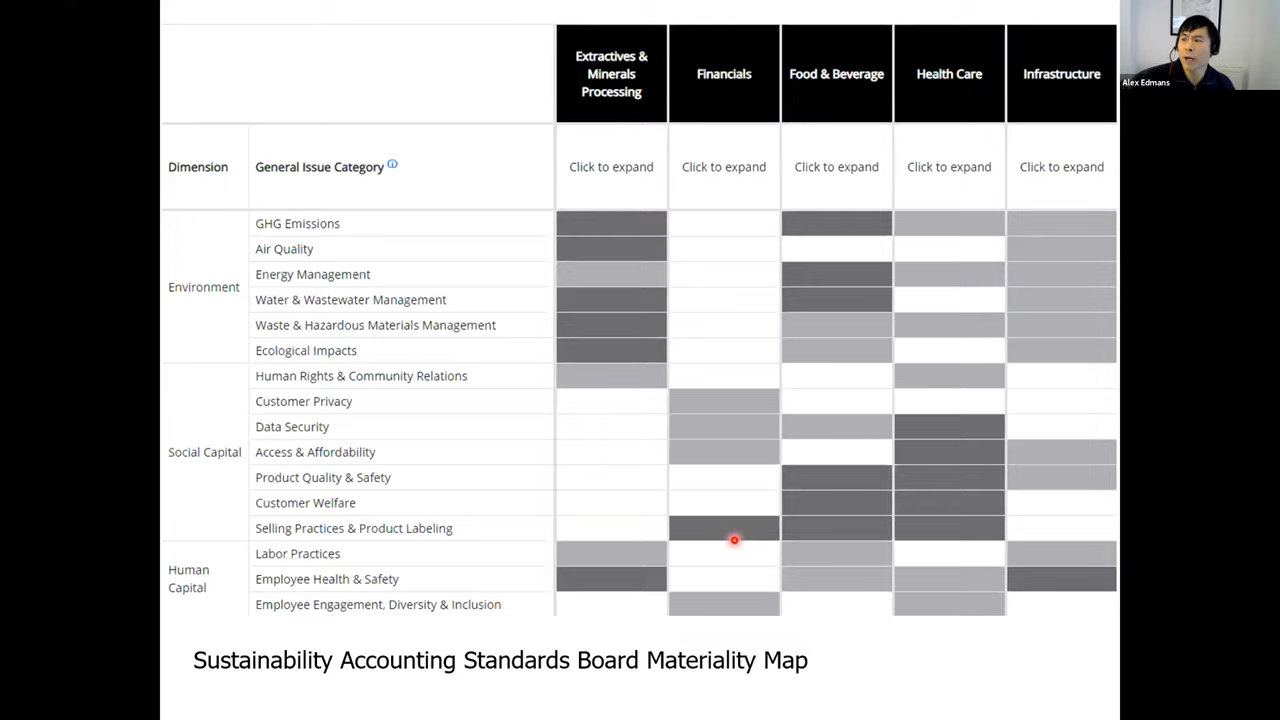 Extractives &
Minerals
Processing
Financials
Food & Beverage
Health Care
Infrastructure
Alex Edmans
Dimension
General Issue Category
Click to expand
Click to expand
Click to expand
Click to expand
Click to expand
Environment
GHG Emissions
Air Quality
Energy Management
Water & Wastewater Management
Waste & Hazardous Materials Management
Ecological Impacts
Social Capital
Human Rights & Community Relations
Customer Privacy
Data Security
Access & Affordability
Product Quality & Safety
Customer Welfare
Selling Practices & Product Labeling
Human
Capital
Labor Practices
Employee Health & Safety
Employee Engagement, Diversity & Inclusion
Sustainability Accounting Standards Board Materiality Map